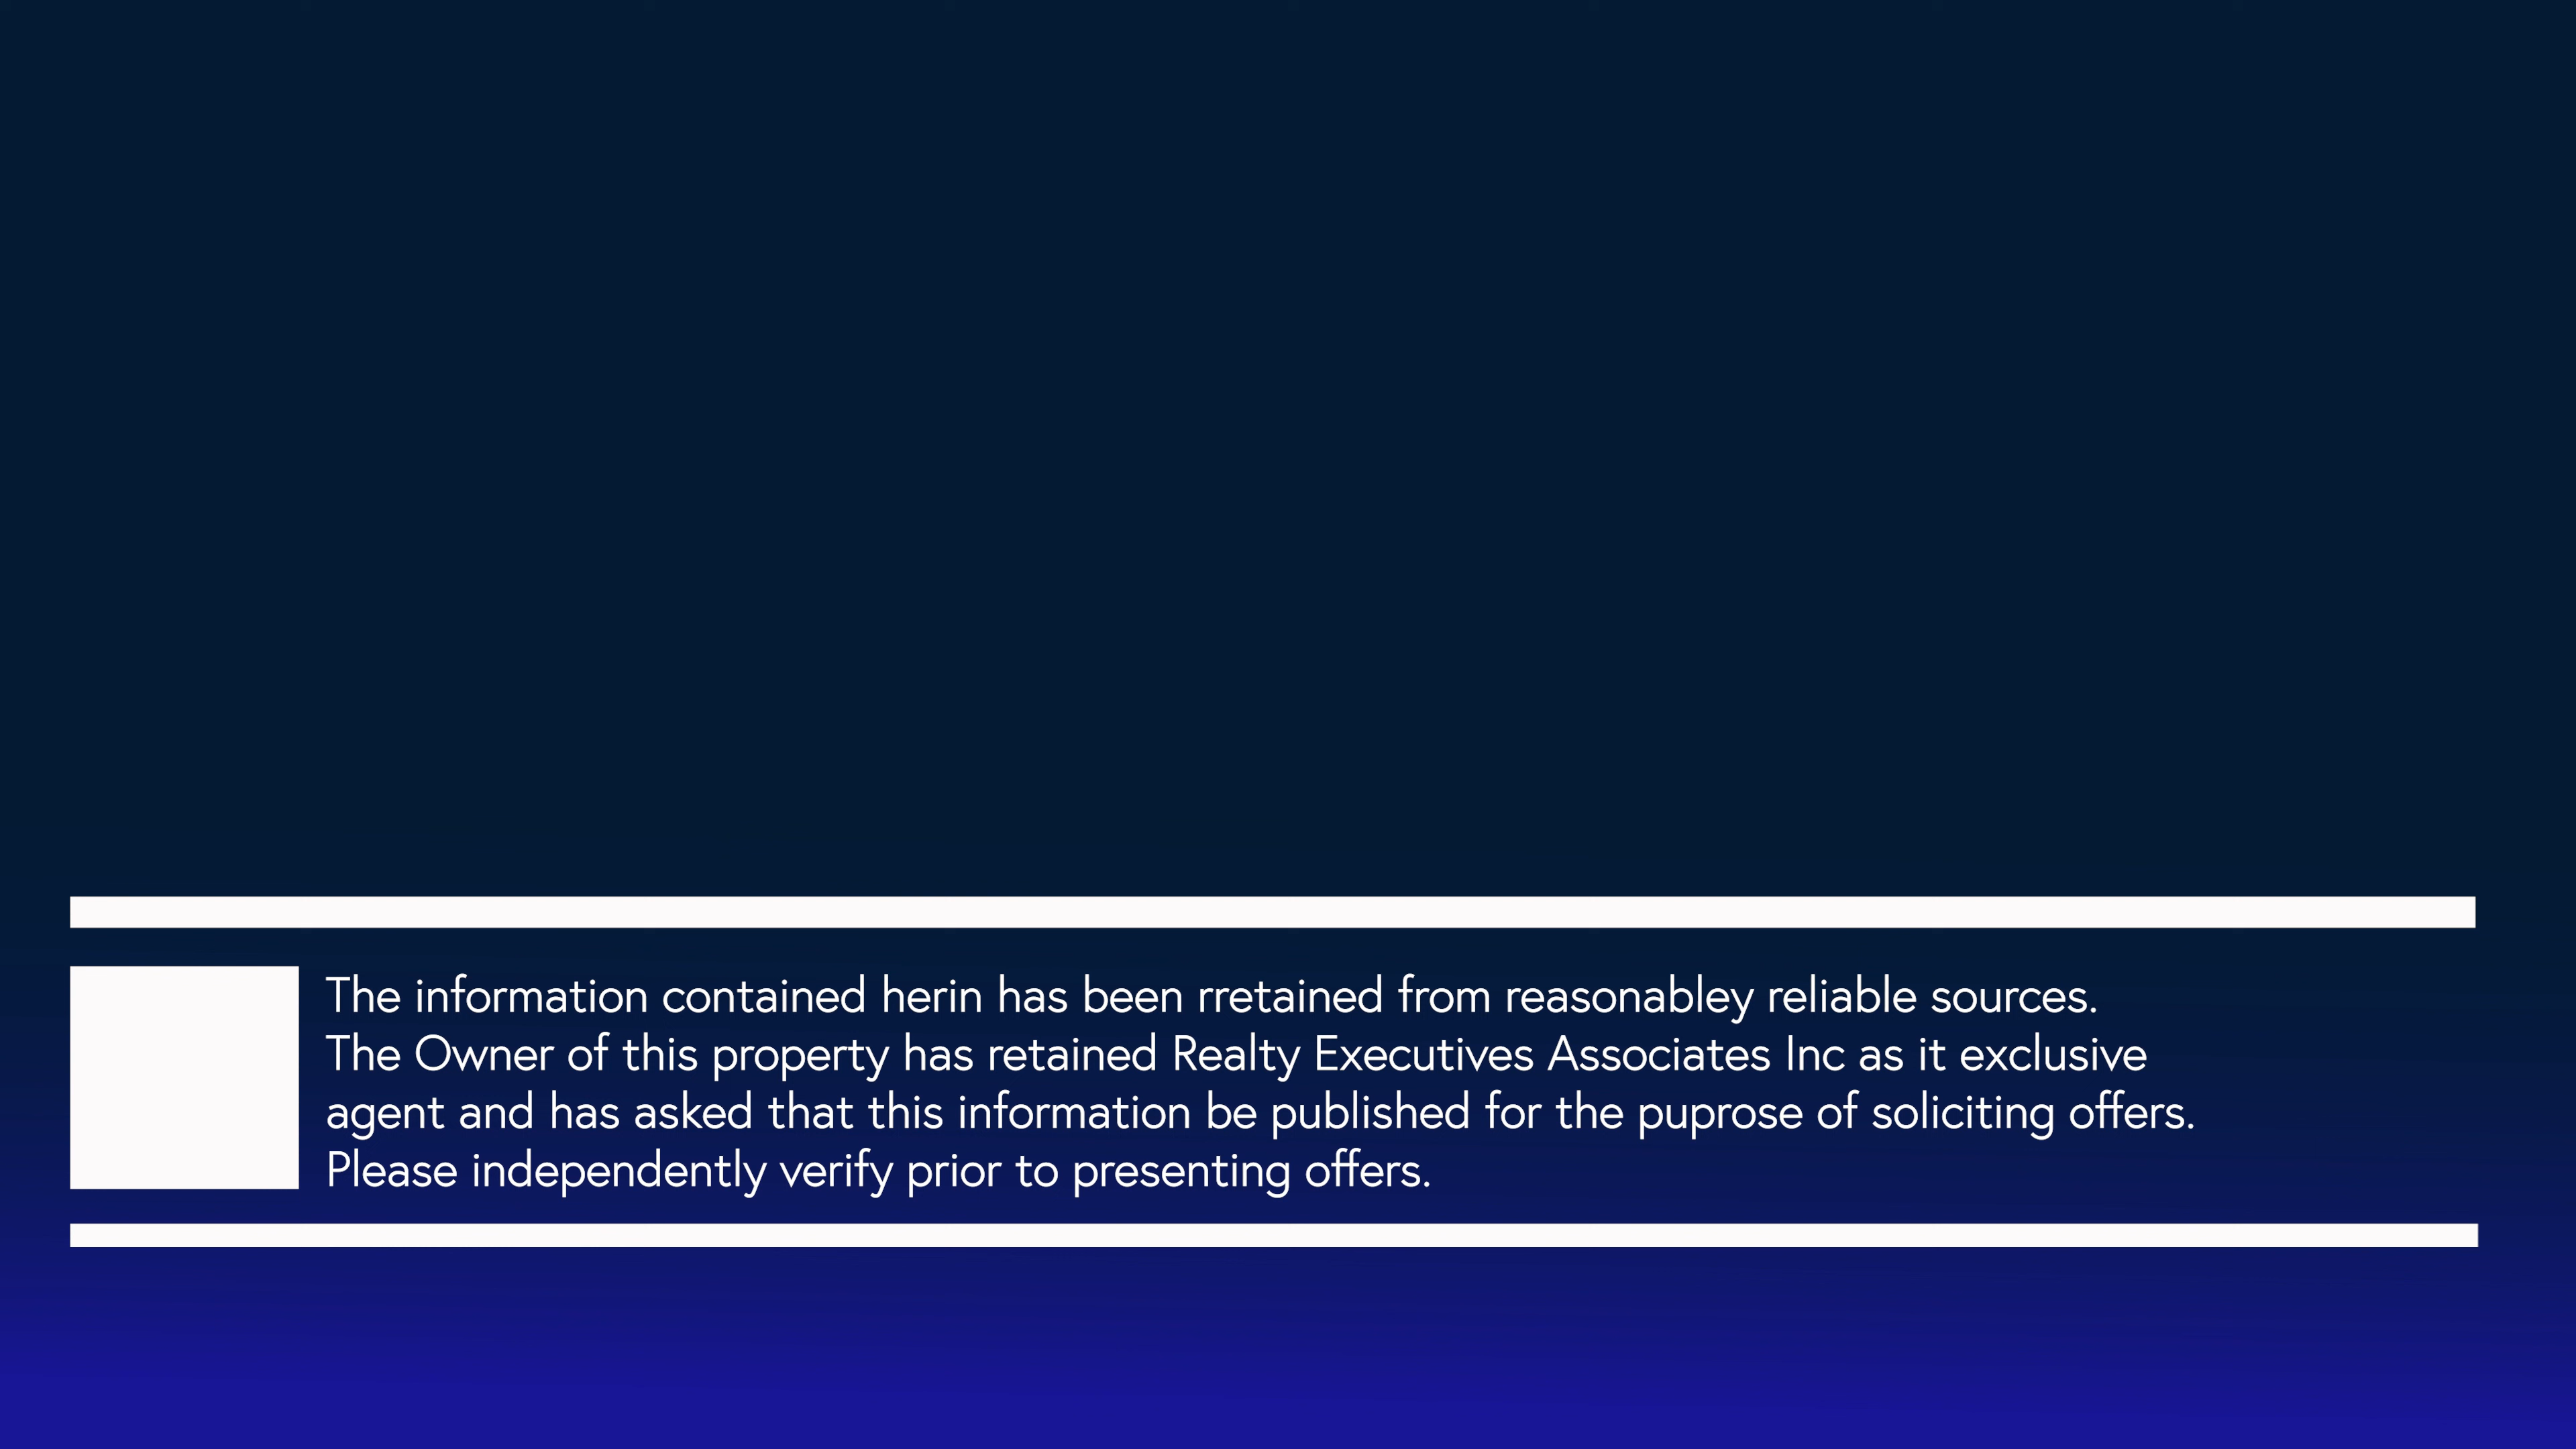 The information contained herin has been rretained from reasonabley reliable sources.
The Owner of this property has retained Realty Executives Associates Inc as it exclusive
agent and has asked that this information be published for the puprose of soliciting offers.
Please independently verify prior to presenting offers.